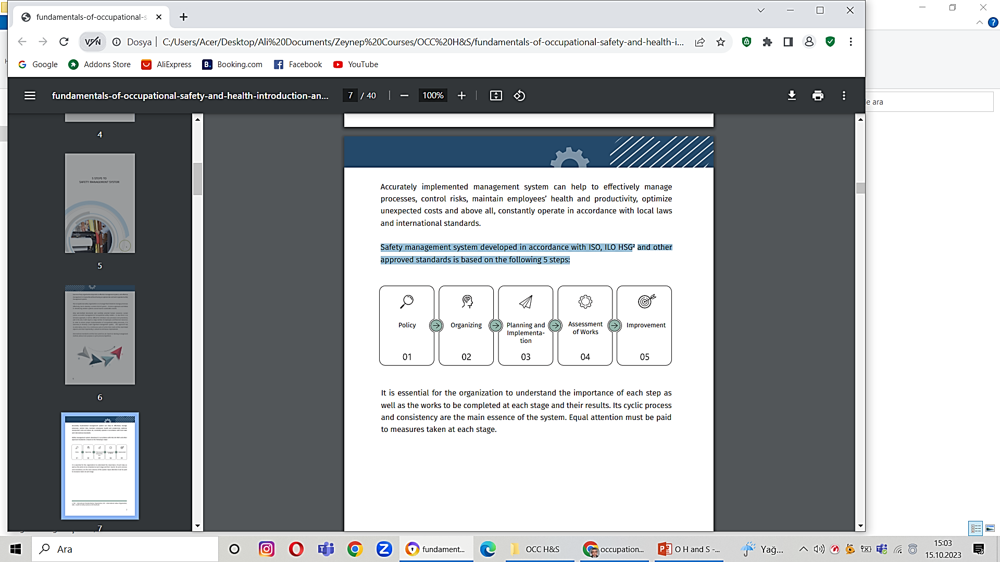 fundamentals-of-occupational-s
VPN Dosya C:/Users/Acer/Desktop/Ali%20Documents/Zeynep%20Courses/OCC%20H&S/fundamentals-of-occupational-safety-and-health-i...
Google Addons Store AliExpress Booking.com Facebook YouTube
fundamentals-of-occupational-safety-and-health-introduction-an... 7 / 40 100%
e ara
4
5 STEPS TO
SAFETY MANAGEMENT SYSTEM
5
6
7
Accurately implemented management system can help to effectively manage
processes, control risks, maintain employees’ health and productivity, optimize
unexpected costs and above all, constantly operate in accordance with local laws
and international standards.
Safety management system developed in accordance with ISO, ILO HSG² and other
approved standards is based on the following 5 steps:
Policy
01
Organizing
02
Planning and
Implementa-
tion
03
Assessment
of Works
04
Improvement
05
It is essential for the organization to understand the importance of each step as
well as the works to be completed at each stage and their results. Its cyclic process
and consistency are the main essence of the system. Equal attention must be paid
to measures taken at each stage.
Ara
fundament...
OCC H&S
occupation...
O H and S -...
Yağ...
15:03
15.10.2023